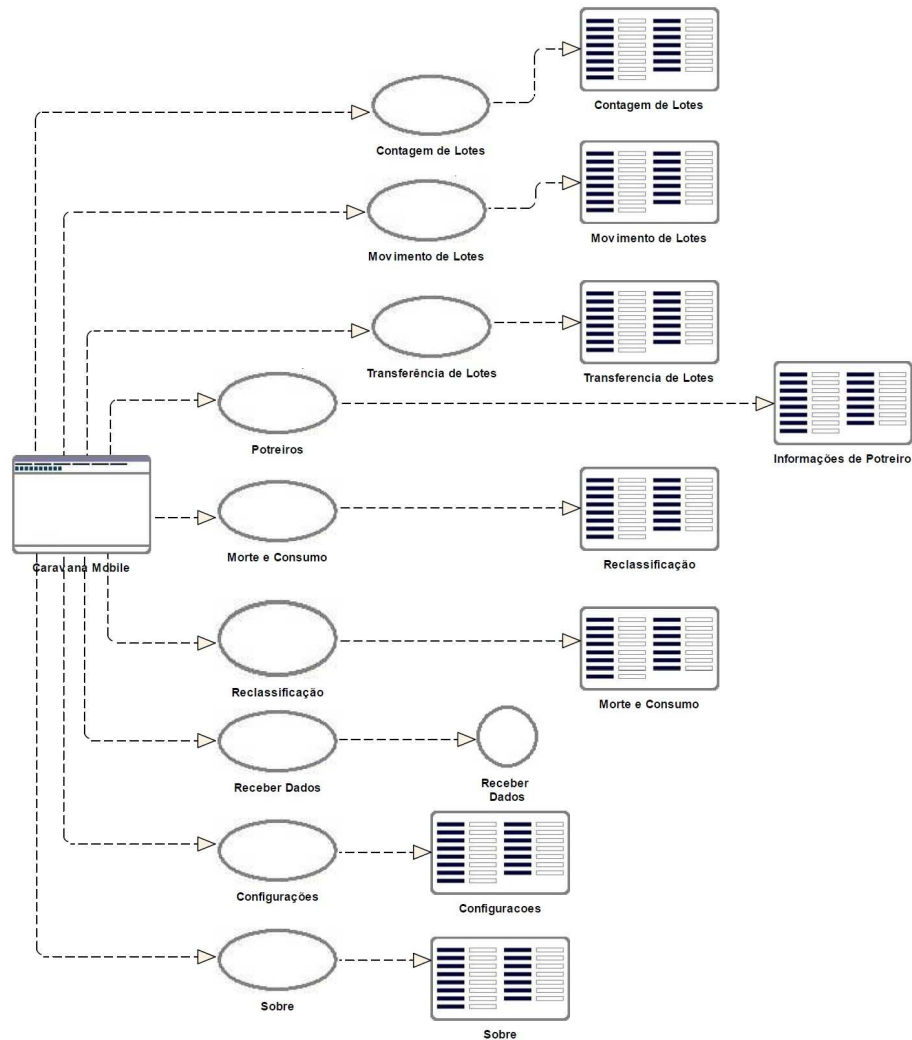 Contagem de Lotes
Contagem de Lotes
Movimento de Lotes
Movimento de Lotes
Transferência de Lotes
Transferencia de Lotes
Potreiros
Informações de Potreiro
Caravana Mobile
Morte e Consumo
Reclassificação
Reclassificação
Morte e Consumo
Receber Dados
Receber
Dados
Configurações
Configuracoes
Sobre
Sobre